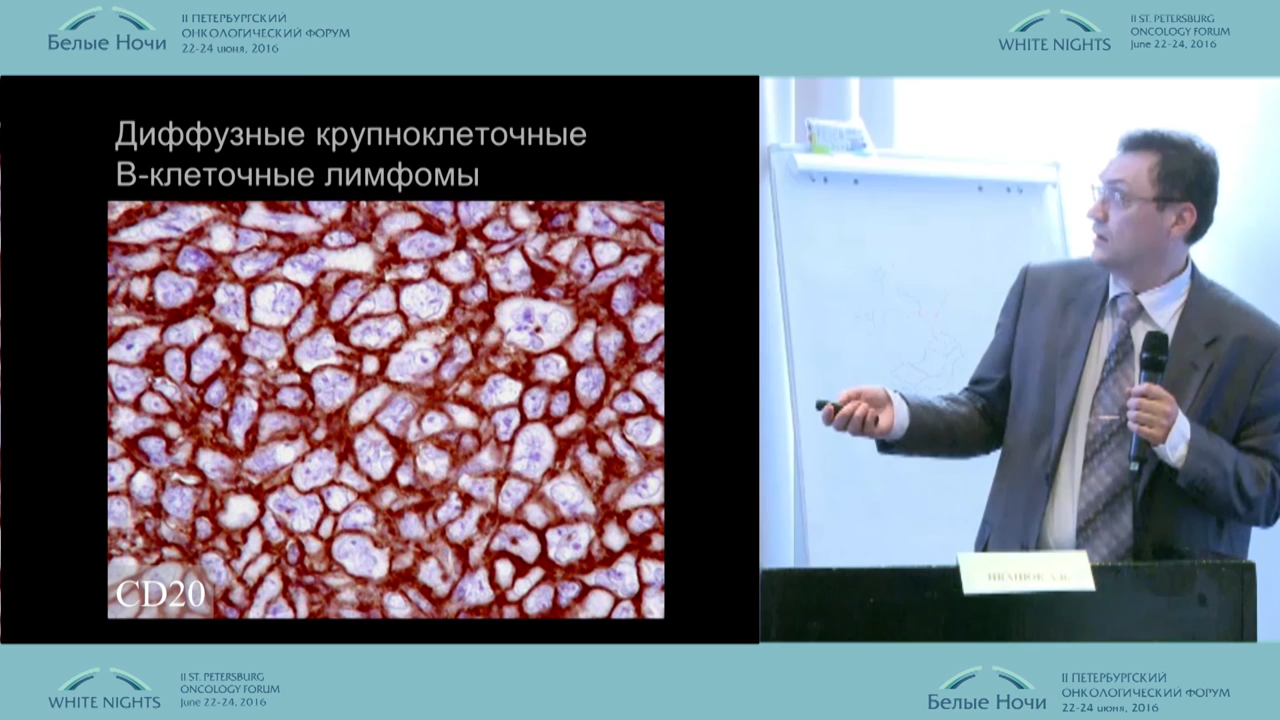 Белые Ночи
II ПЕТЕРБУРГСКИЙ
ОНКОЛОГИЧЕСКИЙ ФОРУМ
22-24 июня, 2016
WHITE NIGHTS
II ST. PETERSBURG
ONCOLOGY FORUM
June 22-24, 2016
Диффузные крупноклеточные
В-клеточные лимфомы
CD20
WHITE NIGHTS
II ST. PETERSBURG
ONCOLOGY FORUM
June 22-24, 2016
Белые Ночи
II ПЕТЕРБУРГСКИЙ
ОНКОЛОГИЧЕСКИЙ ФОРУМ
22-24 июня, 2016